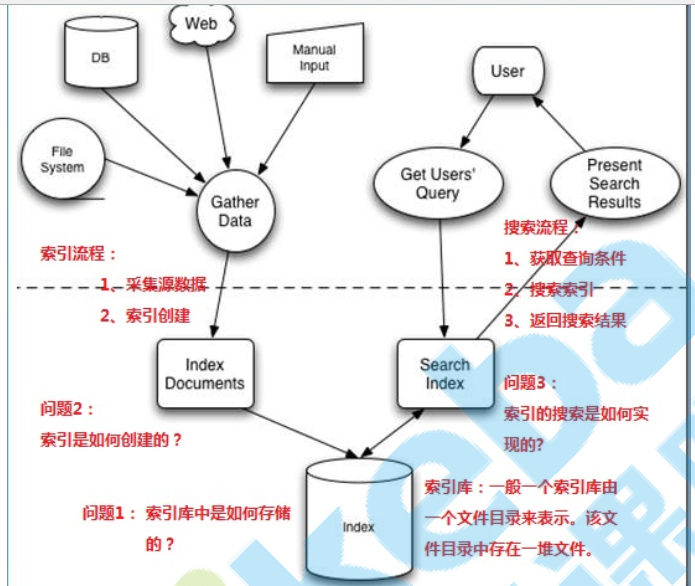 DB
Web
Manual
Input
User
File
System
Gather
Data
Get Users'
Query
Present
Search
Results
索引流程：
1、采集源数据
2、索引创建
搜索流程：
1、获取查询条件
2、搜索索引
3、返回搜索结果
Index
Documents
Search
Index
问题2：
索引是如何创建的？
问题3：
索引的搜索是如何实
现的?
问题1： 索引库中是如何存储
的？
Index
索引库：一般一个索引库由
一个文件目录来表示。该文
件目录中存在一堆文件。